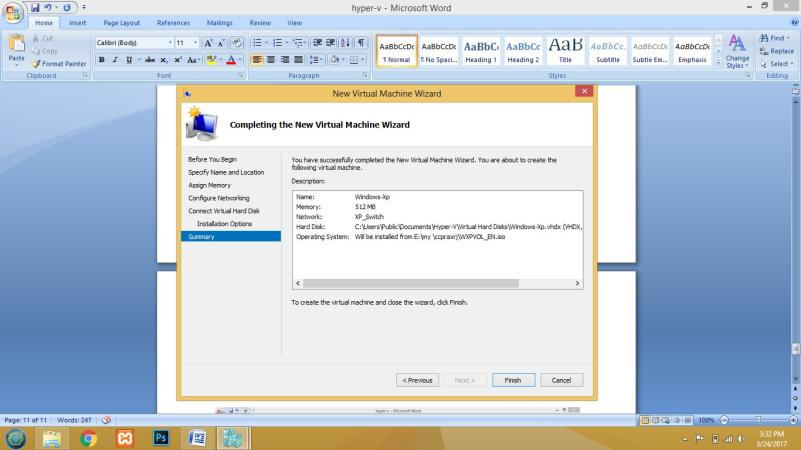 hyper-v - Microsoft Word
Home Insert Page Layout References Mailings Review View
Paste
Cut
Copy
Format Painter
Clipboard
Calibri (Body) 11
Font
Paragraph
AaBbCcDc AaBbCcDc AaBbC AaBbCc AaB AaBbCc. AaBbCcDc AaBbCcDc
¶ Normal ¶ No Spaci... Heading 1 Heading 2 Title Subtitle Subtle Em... Emphasis
Change Styles
Styles
Find
Replace
Select
Editing
New Virtual Machine Wizard
Completing the New Virtual Machine Wizard
Before You Begin
Specify Name and Location
Assign Memory
Configure Networking
Connect Virtual Hard Disk
Installation Options
Summary
You have successfully completed the New Virtual Machine Wizard. You are about to create the
following virtual machine.
Description:
Name: Windows-Xp
Memory: 512 MB
Network: XP_Switch
Hard Disk: C:\Users\Public\Documents\Hyper-V\Virtual Hard Disks\Windows-Xp.vhdx (VHDX,
Operating System: Will be installed from E:\my \ccpraxrj\WXPVOL_EN.iso
To create the virtual machine and close the wizard, click Finish.
< Previous Next > Finish Cancel
hyper-v - Microsoft Word
Page: 11 of 11 Words: 247 100%
Ps
3:32 PM
3/24/2017